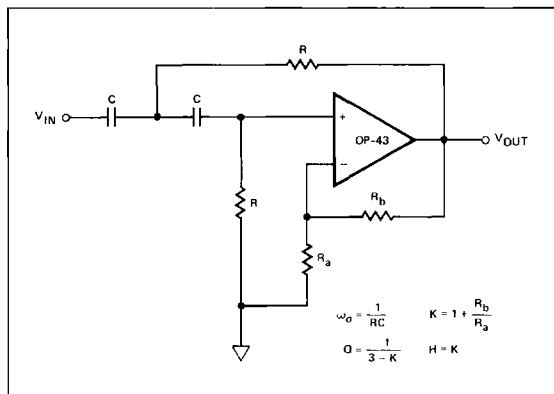 R
C
C
V_IN
+
OP-43
−
V_OUT
R_b
R
R_a
ω_o = 1/RC
K = 1 + R_b/R_a
Q = 1/(3 − K)
H = K